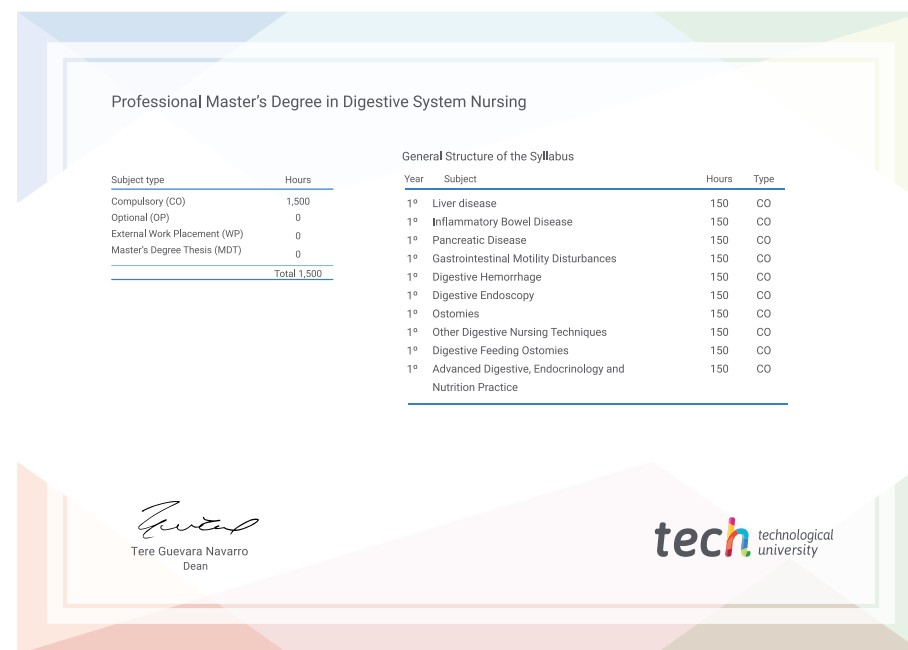 Professional Master's Degree in Digestive System Nursing
Subject type Hours
Compulsory (CO) 1,500
Optional (OP) 0
External Work Placement (WP) 0
Master's Degree Thesis (MDT) 0
Total 1,500
General Structure of the Syllabus
Year Subject Hours Type
1º Liver disease 150 CO
1º Inflammatory Bowel Disease 150 CO
1º Pancreatic Disease 150 CO
1º Gastrointestinal Motility Disturbances 150 CO
1º Digestive Hemorrhage 150 CO
1º Digestive Endoscopy 150 CO
1º Ostomies 150 CO
1º Other Digestive Nursing Techniques 150 CO
1º Digestive Feeding Ostomies 150 CO
1º Advanced Digestive, Endocrinology and 150 CO
Nutrition Practice
Tere Guevara Navarro
Dean
tech technological
university